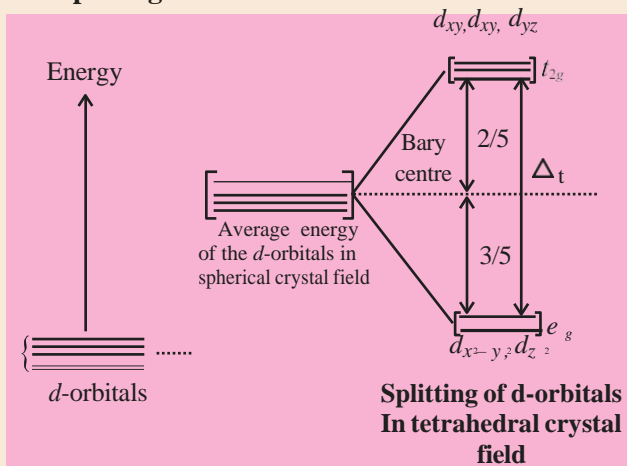 d_xy, d_xy, d_yz
Energy
t_2g
Bary
centre
2/5
Δ_t
Average energy
of the d-orbitals in
spherical crystal field
3/5
e_g
d_x²–y², d_z²
d-orbitals
Splitting of d-orbitals
In tetrahedral crystal
field